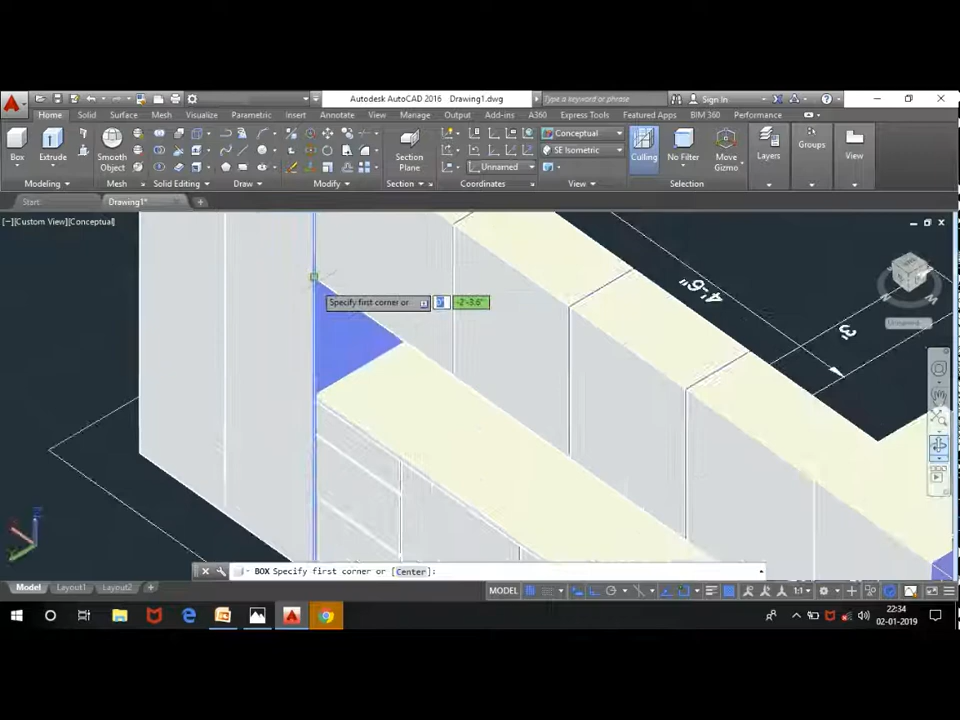 Autodesk AutoCAD 2016 Drawing1.dwg
Type a keyword or phrase
Sign In
Home Solid Surface Mesh Visualize Parametric Insert Annotate View Manage Output Add-ins A360 Express Tools Featured Apps BIM 360 Performance
Box
Extrude
Smooth Object
Section Plane
Unnamed
Conceptual
SE Isometric
Culling
No Filter
Move Gizmo
Layers
Groups
View
Modeling
Mesh
Solid Editing
Draw
Modify
Section
Coordinates
View
Selection
Start
Drawing1*
[−][Custom View][Conceptual]
4'-6"
3'
Specify first corner or
-2'-3.6"
Unnamed
BOX Specify first corner or [Center]:
Model Layout1 Layout2
MODEL
1:1
22:34
02-01-2019